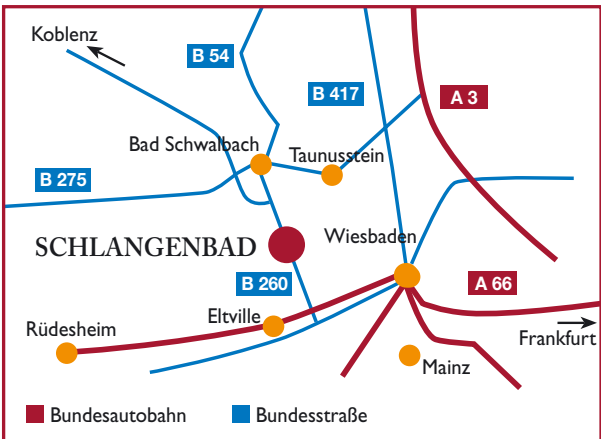 Koblenz
B 54
B 417
A 3
Bad Schwalbach
Taunusstein
B 275
SCHLANGENBAD
Wiesbaden
B 260
A 66
Eltville
Rüdesheim
Frankfurt
Mainz
Bundesautobahn
Bundesstraße